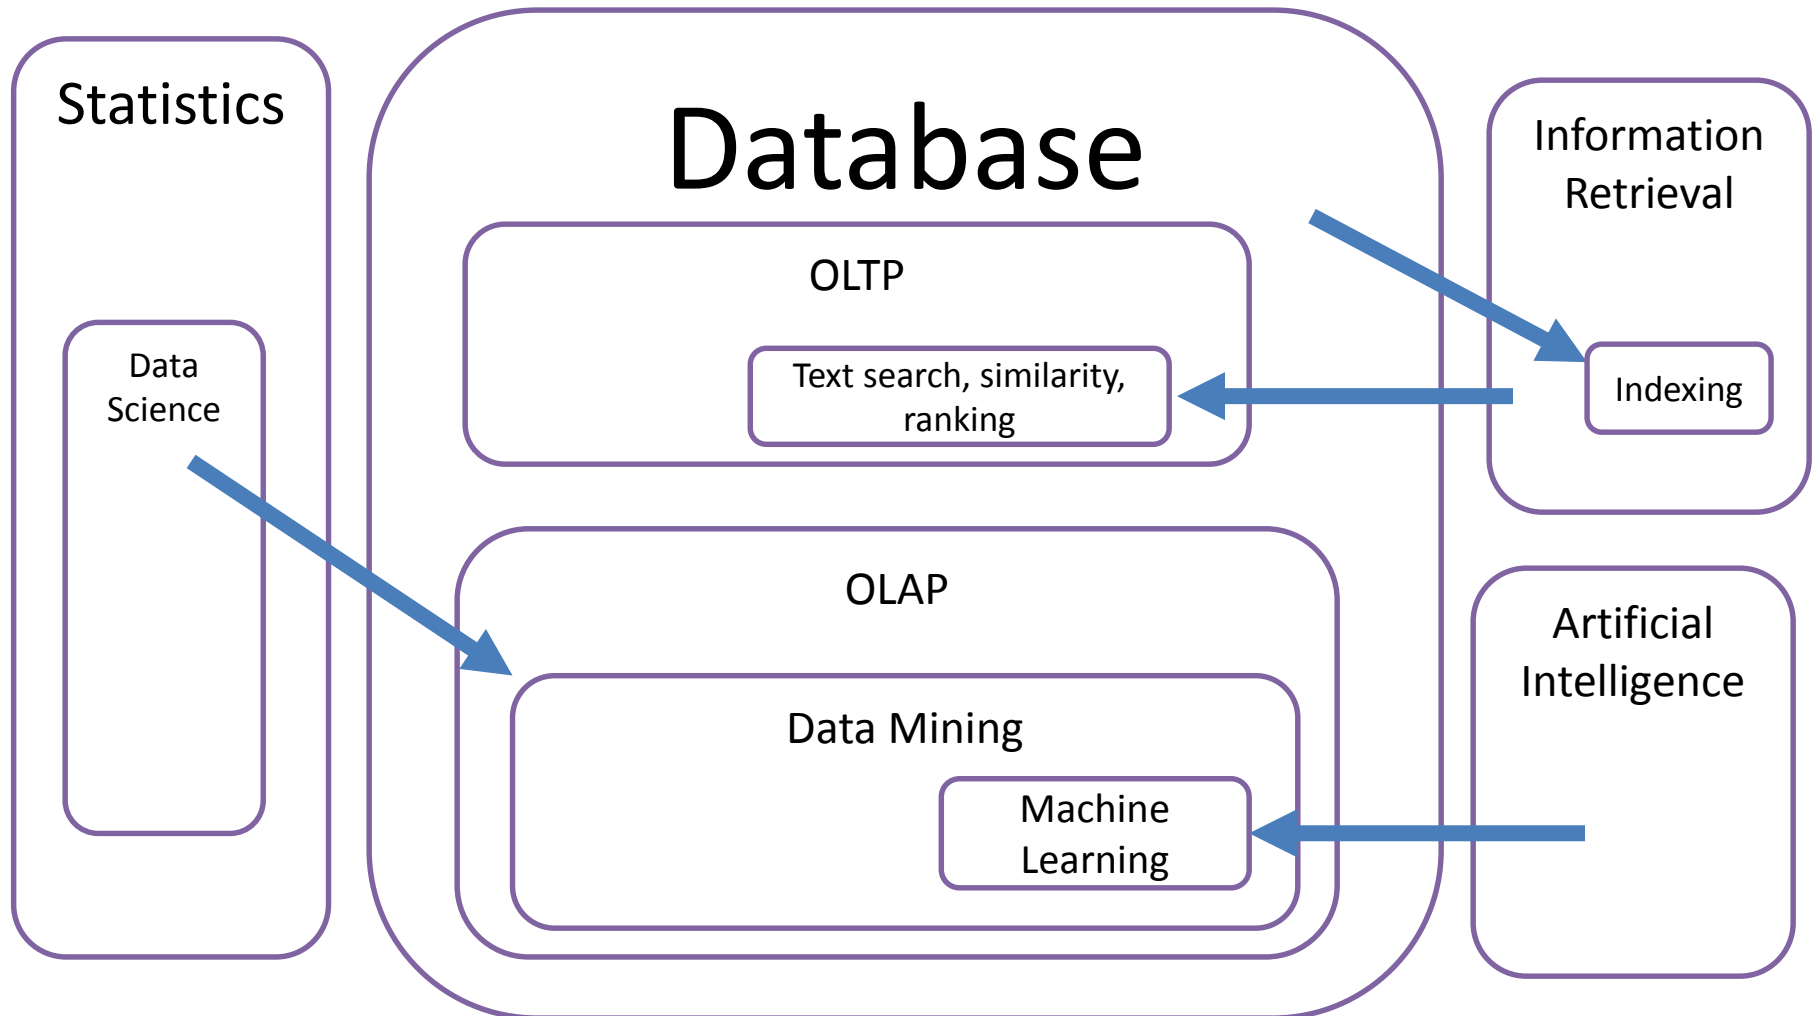 Statistics
Data
Science
Database
OLTP
Text search, similarity,
ranking
OLAP
Data Mining
Machine
Learning
Information
Retrieval
Indexing
Artificial
Intelligence